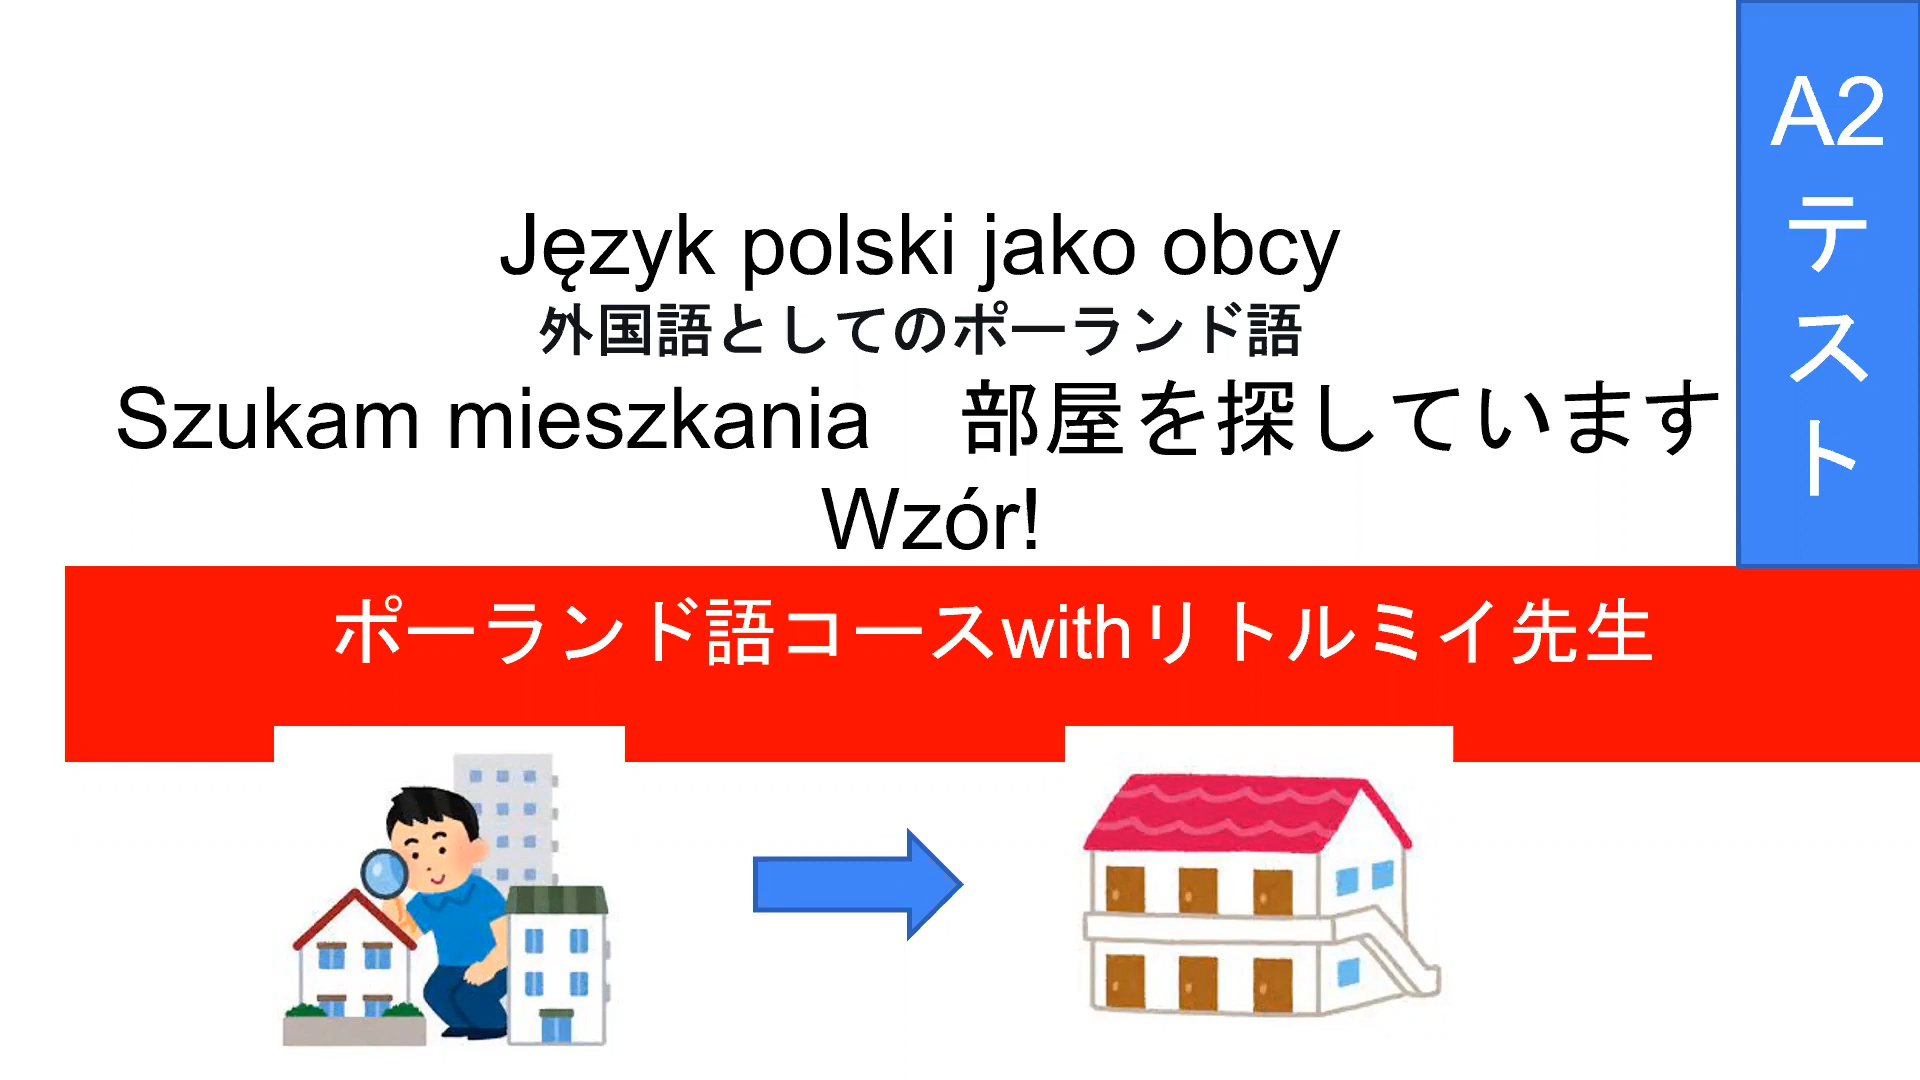 Język polski jako obcy
外国語としてのポーランド語
Szukam mieszkania　部屋を探しています
Wzór!
A2
テ
ス
ト
ポーランド語コースwithリトルミイ先生